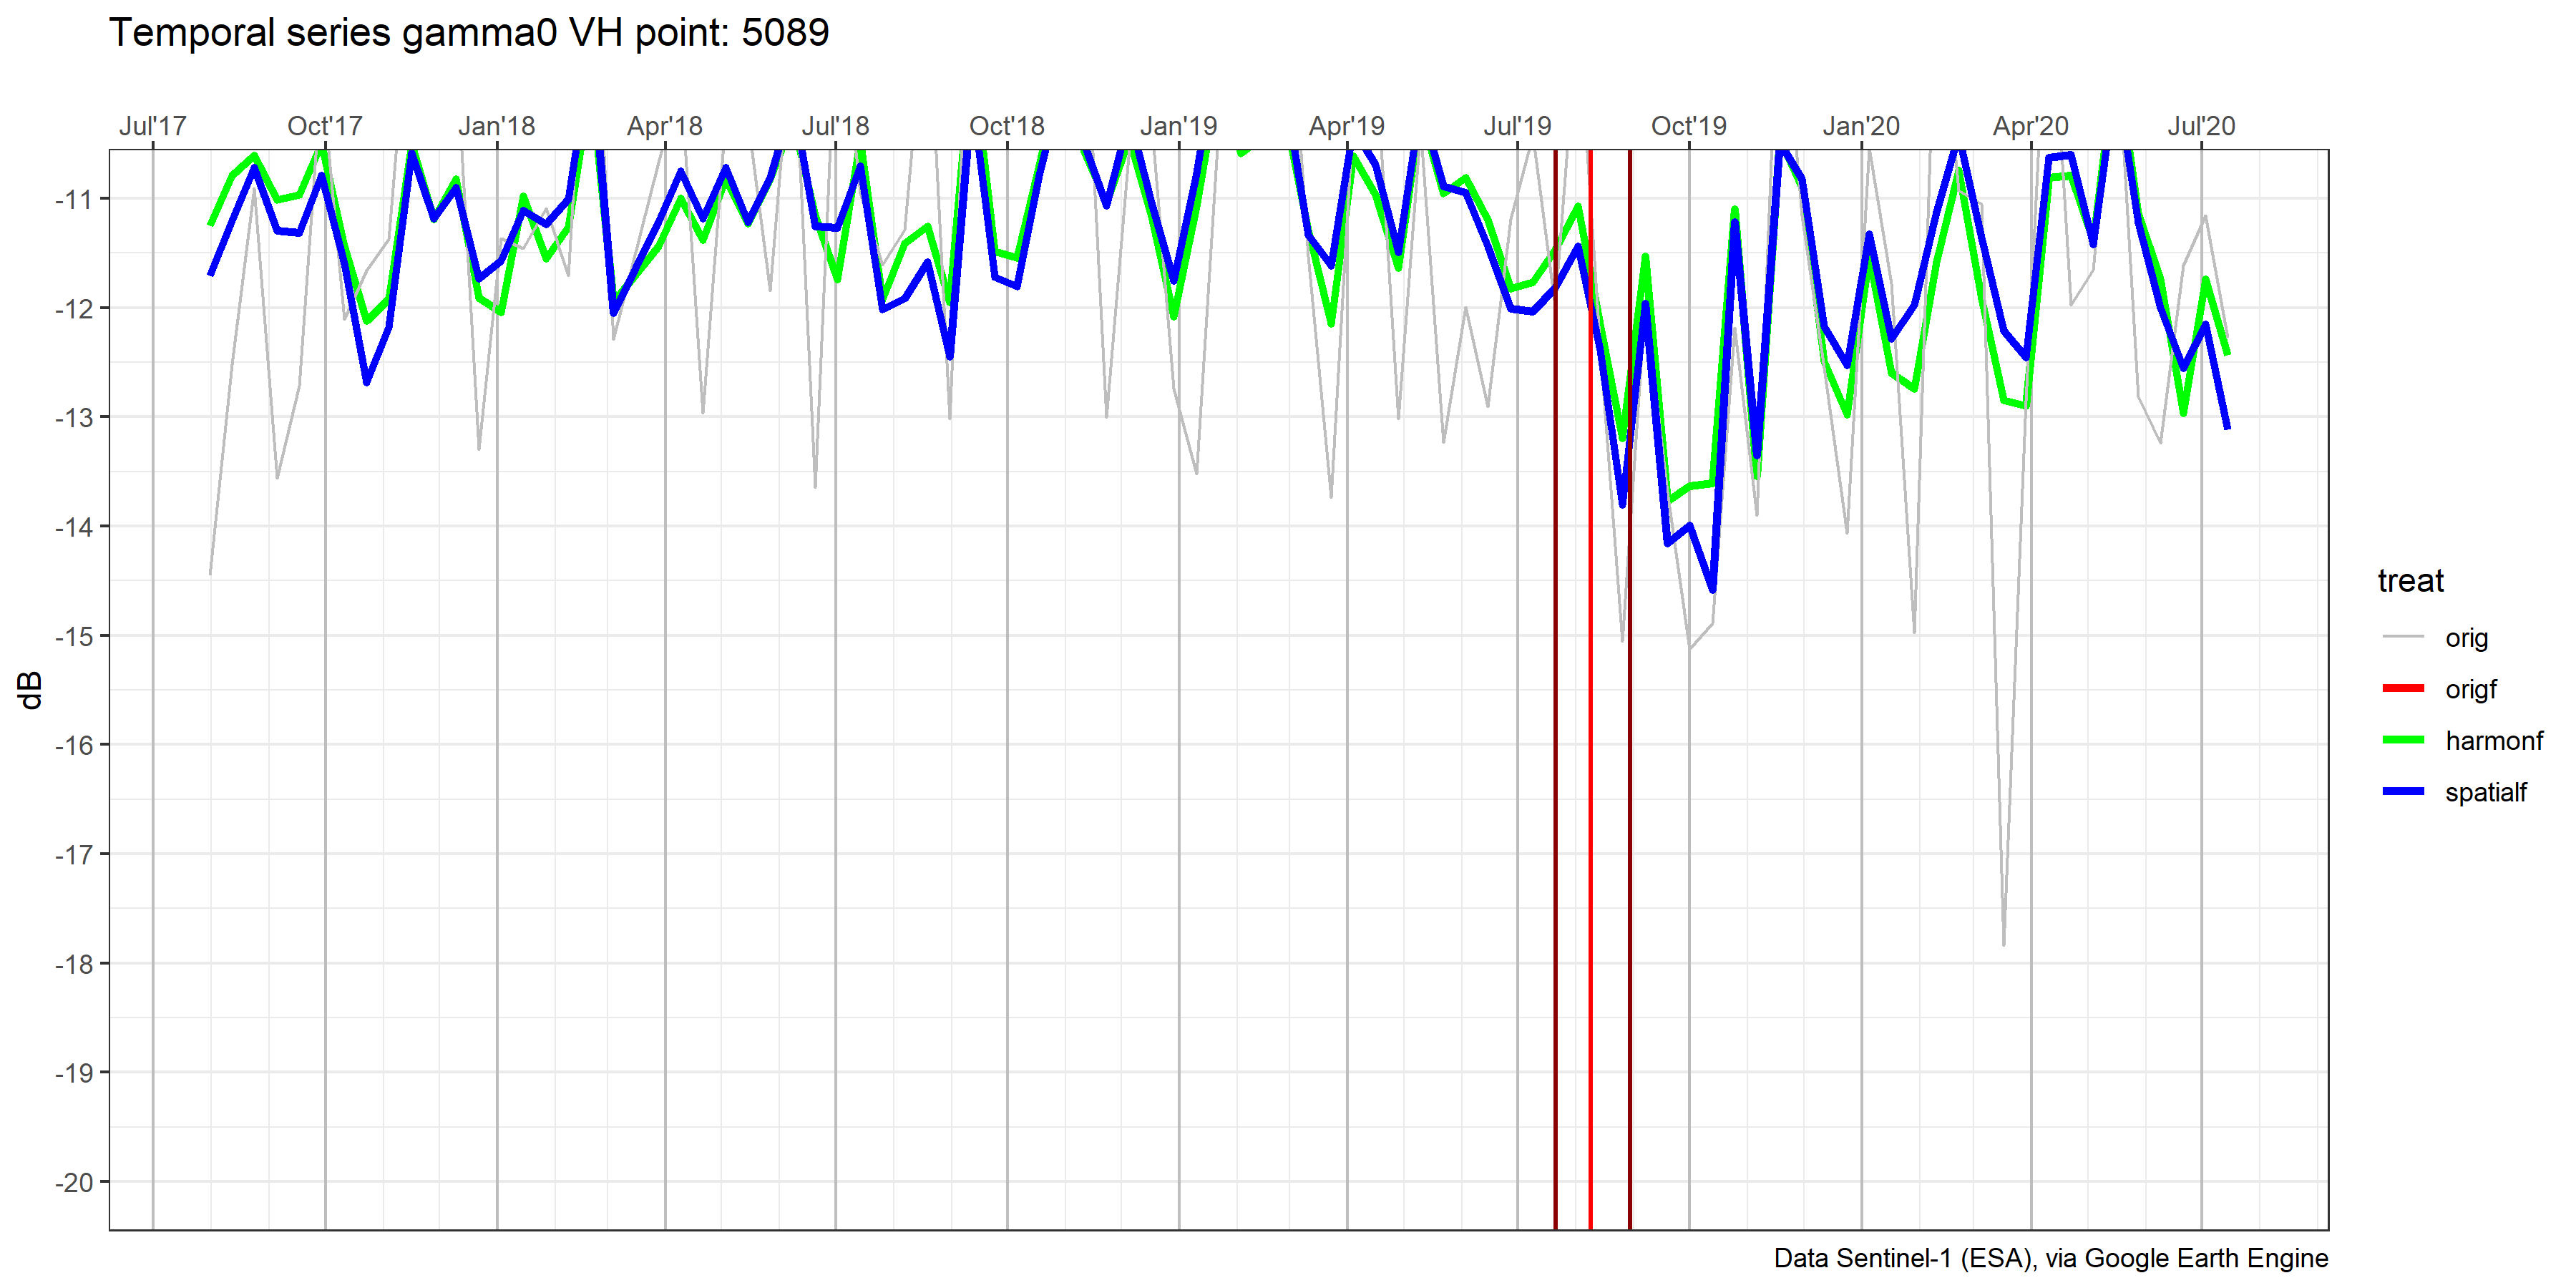 Temporal series gamma0 VH point: 5089
Jul'17 Oct'17 Jan'18 Apr'18 Jul'18 Oct'18 Jan'19 Apr'19 Jul'19 Oct'19 Jan'20 Apr'20 Jul'20
-11
-12
-13
-14
-15
-16
-17
-18
-19
-20
dB
treat
orig
origf
harmonf
spatialf
Data Sentinel-1 (ESA), via Google Earth Engine